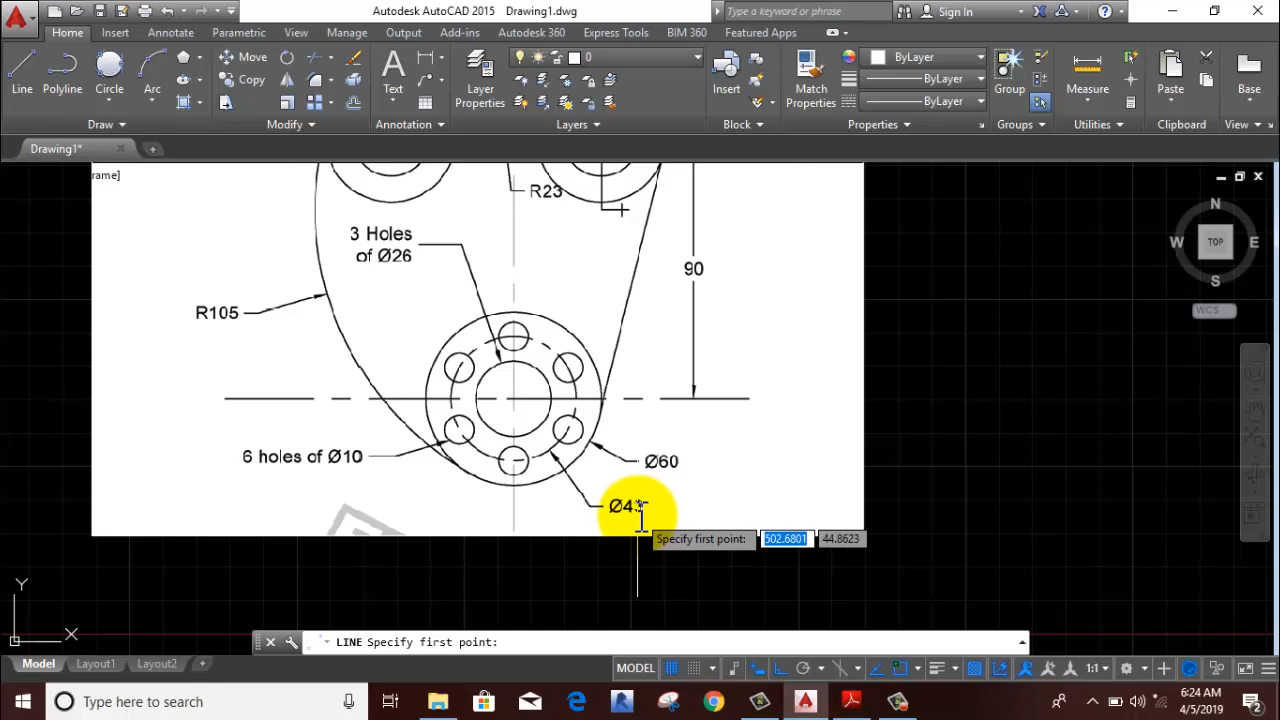 Autodesk AutoCAD 2015 Drawing1.dwg
Type a keyword or phrase
Sign In
Home Insert Annotate Parametric View Manage Output Add-ins Autodesk 360 Express Tools BIM 360 Featured Apps
Line Polyline Circle Arc
Move
Copy
Text
Layer Properties
0
Insert
Match Properties
ByLayer
ByLayer
ByLayer
Group
Measure
Paste
Base
Draw Modify Annotation Layers Block Properties Groups Utilities Clipboard View
Drawing1*
rame]
R23
3 Holes
of Ø26
90
R105
6 holes of Ø10
Ø60
Specify first point: 502.6801 44.8623
N
W TOP E
S
WCS
Y
X
LINE Specify first point:
Model Layout1 Layout2
MODEL
1:1
Type here to search
6:24 AM
4/5/2019